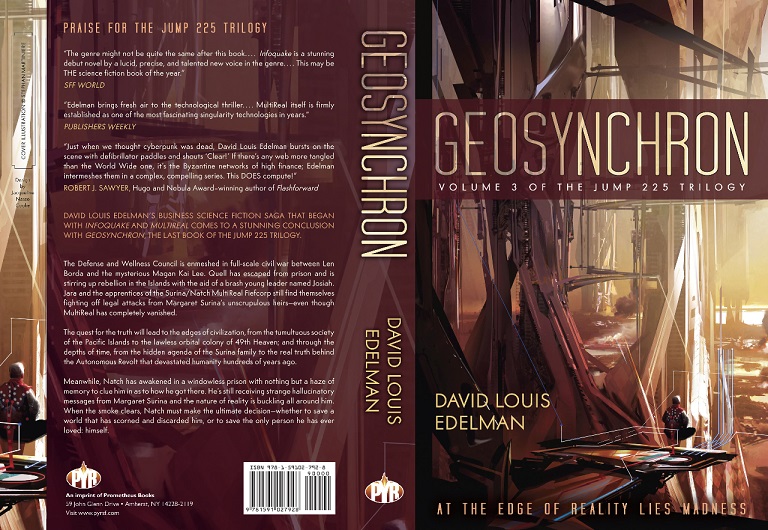 COVER ILLUSTRATION © STEPHAN MARTINIERE
Design
by
Jacqueline
Nasso
Cooke
PRAISE FOR THE JUMP 225 TRILOGY
“The genre might not be quite the same after this book.... Infoquake is a stunning
debut novel by a lucid, precise, and talented new voice in the genre.... This may be
THE science fiction book of the year.”
SFF WORLD
“Edelman brings fresh air to the technological thriller.... MultiReal itself is firmly
established as one of the most fascinating singularity technologies in years.”
PUBLISHERS WEEKLY
“Just when we thought cyberpunk was dead, David Louis Edelman bursts on the
scene with defibrillator paddles and shouts ‘Clear!’ If there’s any web more tangled
than the World Wide one, it’s the Byzantine networks of high finance; Edelman
intermeshes them in a complex, compelling series. This DOES compute!”
ROBERT J. SAWYER, Hugo and Nebula Award–winning author of Flashforward
DAVID LOUIS EDELMAN’S BUSINESS SCIENCE FICTION SAGA THAT BEGAN
WITH INFOQUAKE AND MULTIREAL COMES TO A STUNNING CONCLUSION
WITH GEOSYNCHRON, THE LAST BOOK OF THE JUMP 225 TRILOGY.
The Defense and Wellness Council is enmeshed in full-scale civil war between Len
Borda and the mysterious Magan Kai Lee. Quell has escaped from prison and is
stirring up rebellion in the Islands with the aid of a brash young leader named Josiah.
Jara and the apprentices of the Surina/Natch MultiReal Fiefcorp still find themselves
fighting off legal attacks from Margaret Surina’s unscrupulous heirs—even though
MultiReal has completely vanished.
The quest for the truth will lead to the edges of civilization, from the tumultuous society
of the Pacific Islands to the lawless orbital colony of 49th Heaven; and through the
depths of time, from the hidden agenda of the Surina family to the real truth behind
the Autonomous Revolt that devastated humanity hundreds of years ago.
Meanwhile, Natch has awakened in a windowless prison with nothing but a haze of
memory to clue him in as to how he got there. He’s still receiving strange hallucinatory
messages from Margaret Surina and the nature of reality is buckling all around him.
When the smoke clears, Natch must make the ultimate decision—whether to save a
world that has scorned and discarded him, or to save the only person he has ever
loved: himself.
PYR
An imprint of Prometheus Books
59 John Glenn Drive • Amherst, NY 14228-2119
Visit www.pyrsf.com
ISBN 978-1-59102-792-8
90000
9 781591 027928
GEOSYNCHRON
DAVID LOUIS
EDELMAN
PYR
GEOSYNCHRON
VOLUME 3 OF THE JUMP 225 TRILOGY
DAVID LOUIS
EDELMAN
AT THE EDGE OF REALITY LIES MADNESS